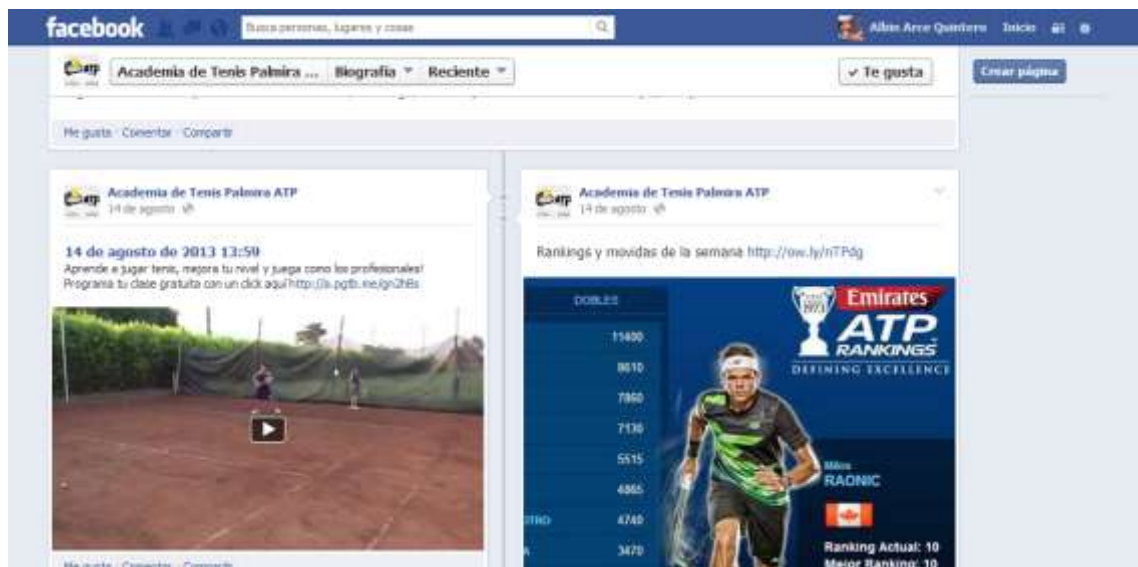 facebook
Busca personas, lugares y cosas
Albin Arce Quintero
Inicio
Academia de Tenis Palmira ...
Biografía
Reciente
✓ Te gusta
Crear página
Me gusta · Comentar · Compartir
Academia de Tenis Palmira ATP
14 de agosto
14 de agosto de 2013 13:59
Aprende a jugar tenis, mejora tu nivel y juega como los profesionales!
Programa tu clase gratuita con un click aquí
Me gusta · Comentar · Compartir
Academia de Tenis Palmira ATP
14 de agosto
Rankings y movidas de la semana http://ow.ly/nTPdg
DOBLES
11400
8610
7860
7130
5515
4865
4740
3470
Emirates
ATP
RANKINGS
DEFINING EXCELLENCE
Milos
RAONIC
Ranking Actual: 10
Mejor Ranking: 10